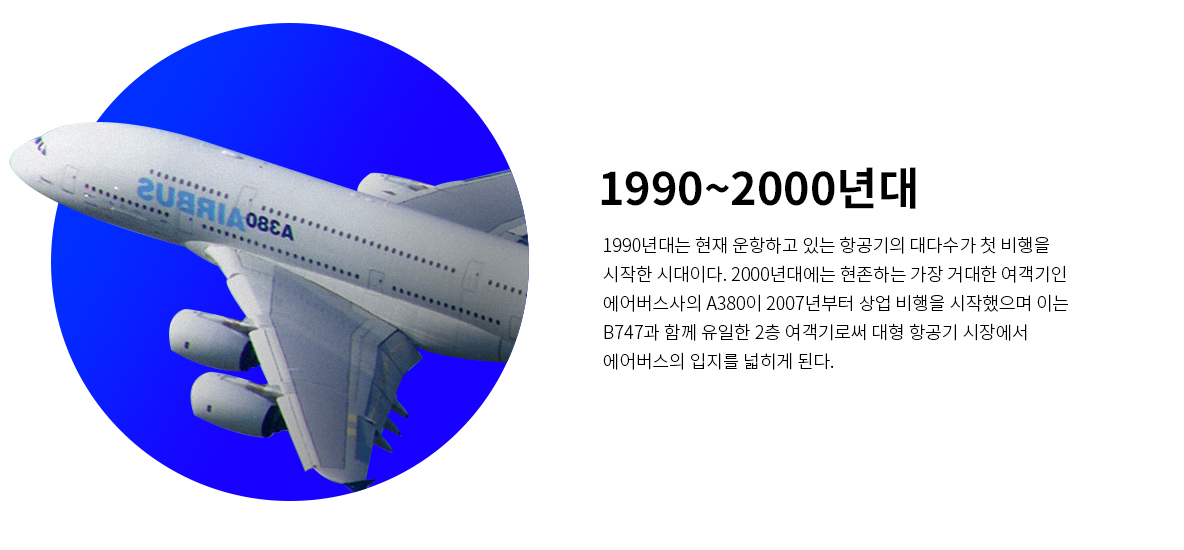 AIRBUS
A380
1990~2000년대
1990년대는 현재 운항하고 있는 항공기의 대다수가 첫 비행을
시작한 시대이다. 2000년대에는 현존하는 가장 거대한 여객기인
에어버스사의 A380이 2007년부터 상업 비행을 시작했으며 이는
B747과 함께 유일한 2층 여객기로써 대형 항공기 시장에서
에어버스의 입지를 넓히게 된다.